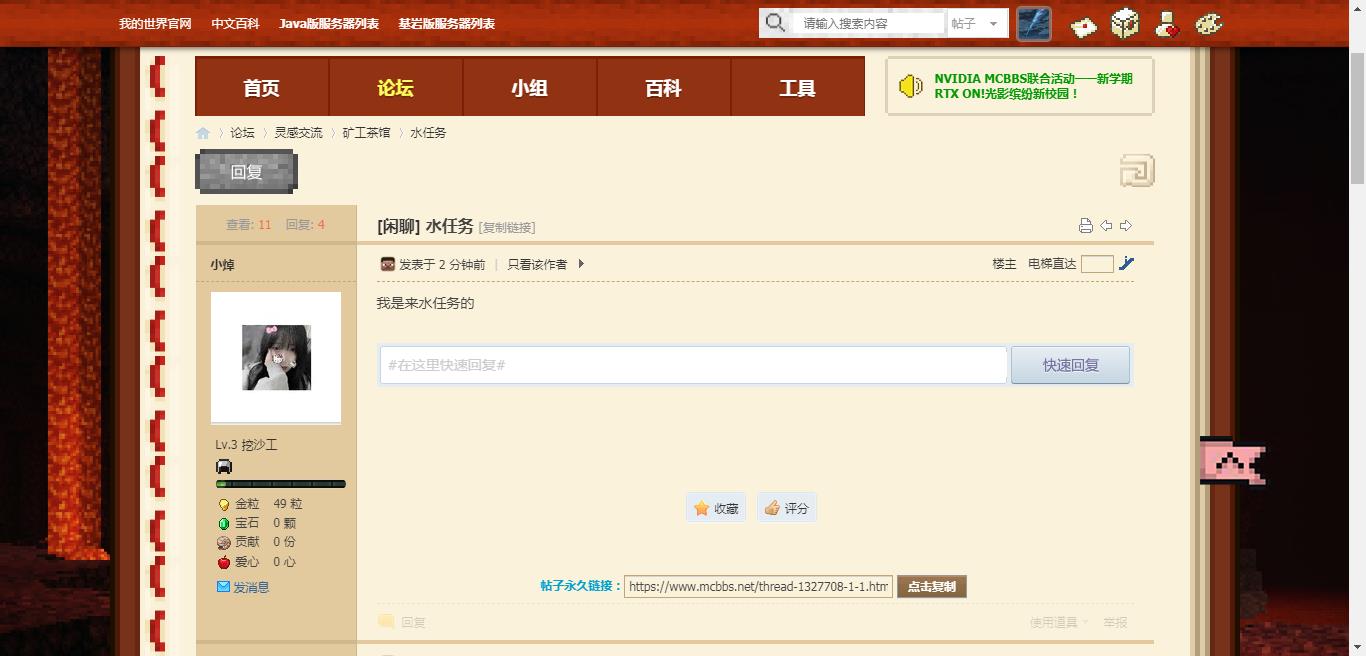 我的世界官网 中文百科 Java版服务器列表 基岩版服务器列表 请输入搜索内容 帖子
首页 论坛 小组 百科 工具
NVIDIA MCBBS联合活动——新学期
RTX ON!光影缤纷新校园！
论坛 灵感交流 矿工茶馆 水任务
回复
查看: 11 回复: 4
[闲聊] 水任务 [复制链接]
小焯
发表于 2 分钟前 | 只看该作者
楼主 电梯直达
我是来水任务的
#在这里快速回复# 快速回复
Lv.3 挖沙工
金粒 49 粒
宝石 0 颗
贡献 0 份
爱心 0 心
发消息
收藏 评分
帖子永久链接： https://www.mcbbs.net/thread-1327708-1-1.htm 点击复制
回复 使用道具 举报